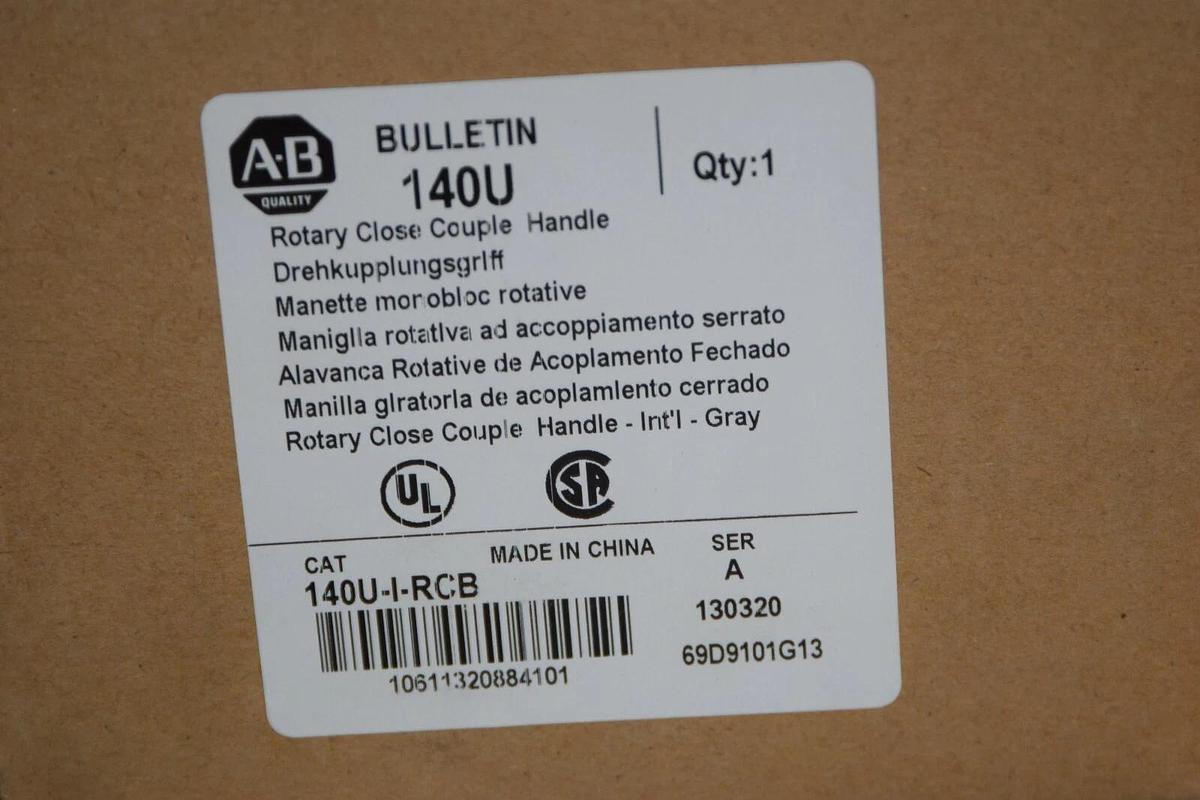 A·B
QUALITY
BULLETIN
140U
Qty:1
Rotary Close Couple Handle
Drehkupplungsgriff
Manette monobloc rotative
Maniglla rotativa ad accoppiamento serrato
Alavanca Rotative de Acoplamento Fechado
Manilla giratoria de acoplamiento cerrado
Rotary Close Couple Handle - Int'l - Gray
UL
SA
CAT
MADE IN CHINA
SER
140U-I-RCB
A
130320
69D9101G13
10611320884101